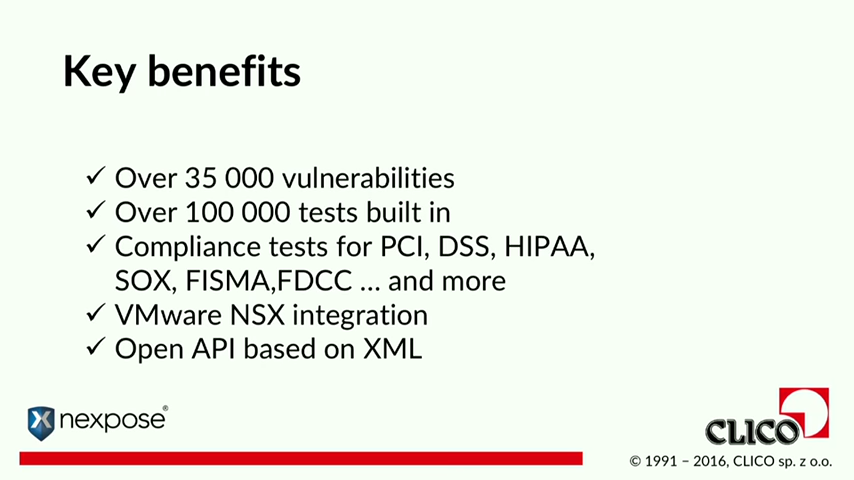 Key benefits
✓ Over 35 000 vulnerabilities
✓ Over 100 000 tests built in
✓ Compliance tests for PCI, DSS, HIPAA,
SOX, FISMA,FDCC ... and more
✓ VMware NSX integration
✓ Open API based on XML
nexpose®
CLICO
© 1991 – 2016, CLICO sp. z o.o.